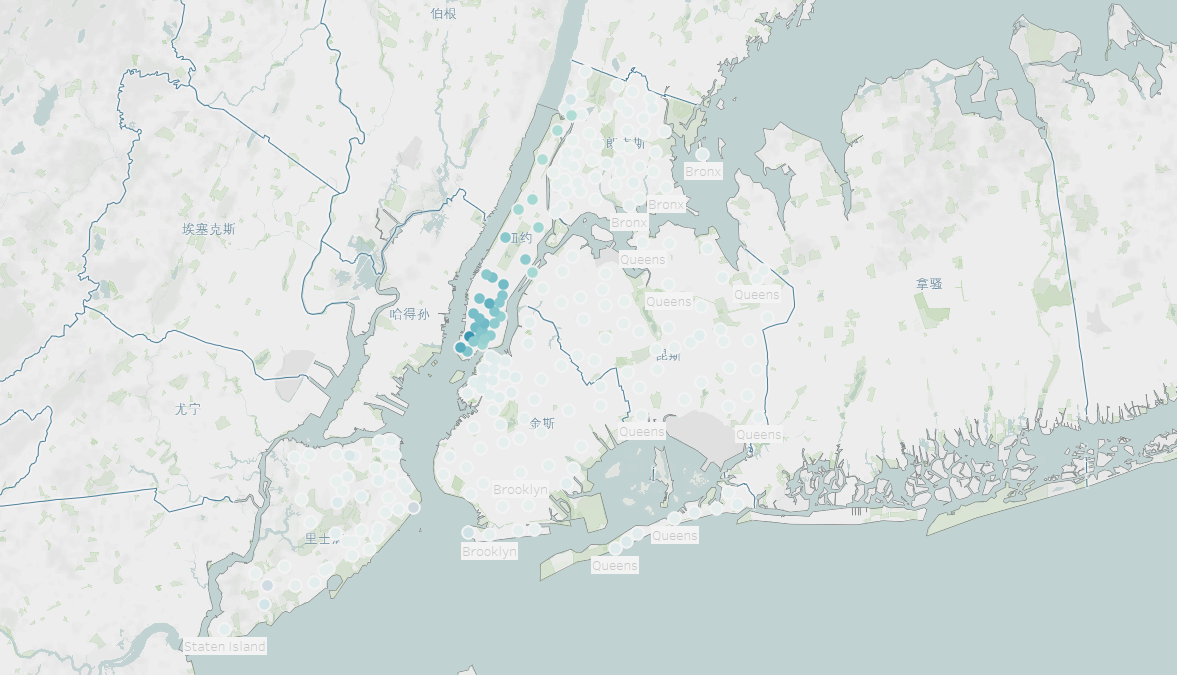 伯根
Bronx
埃塞克斯
Bronx
Bronx
Queens
拿骚
Queens
Queens
哈得孙
尤宁
金斯
Queens
Queens
Brooklyn
Queens
Brooklyn
Queens
Staten Island